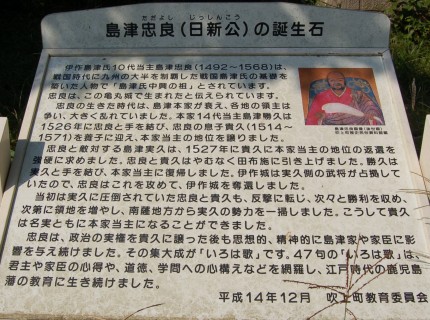 ただよし じっしんこう
島津忠良(日新公)の誕生石
伊作島津氏10代当主島津忠良(1492～1568)は、
戦国時代に九州の大半を制覇した戦国島津氏の基礎を
築いた人物で「島津氏中興の祖」とされています。
忠良は、この亀丸城で生まれたと伝えられています。
忠良の生きた時代は、島津本家が衰え、各地の領主は
争い、大きく乱れていました。本家14代当主島津勝久は
1526年に忠良と手を結び、忠良の息子貴久(1514～
1571)を養子に迎え、本家当主の地位を譲りました。
忠良と敵対する島津実久は、1527年に貴久に本家当主の地位の返還を
強硬に求めました。忠良と貴久はやむなく田布施に引き上げました。勝久は
実久と手を結び、本家当主に復帰しました。伊作城は実久側の武将が占拠して
いたので、忠良はこれを攻めて、伊作城を奪還しました。
当初は実久に圧倒されていた忠良や貴久も、反撃に転じ、次々と勝利を収め、
次第に領地を増やし、南薩地方から実久の勢力を一掃しました。こうして貴久
は名実ともに本家当主になることができました。
忠良は、政治の実権を貴久に譲った後も思想的、精神的に島津家や家臣に影
響を与え続けました。その集大成が「いろは歌」です。47句の「いろは歌」は、
君主や家臣の心得や、道徳、学問への心構えなどを網羅し、江戸時代の鹿児島
藩の教育に生き続けました。
平成14年12月 吹上町教育委員会